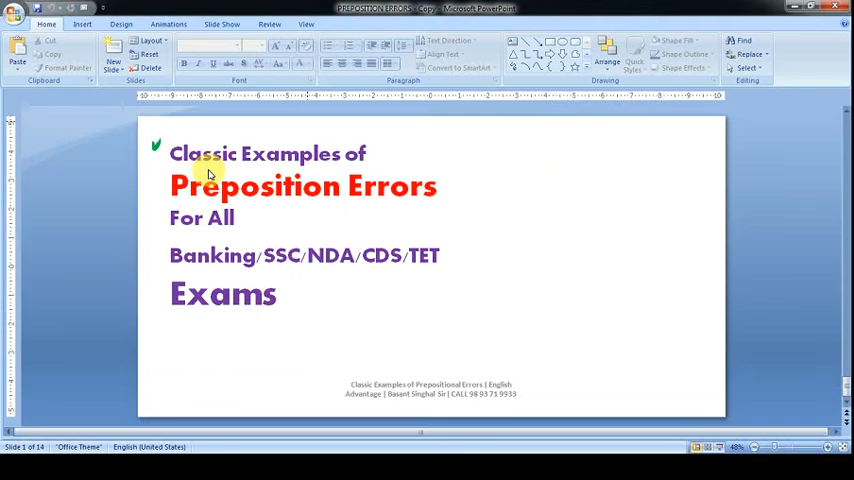 PREPOSITION ERRORS - Copy - Microsoft PowerPoint
Home Insert Design Animations Slide Show Review View
Paste
Cut
Copy
Format Painter
Clipboard
New Slide
Layout
Reset
Delete
Slides
B I U abc S AV Aa A
Font
Text Direction
Align Text
Convert to SmartArt
Paragraph
Arrange
Quick Styles
Shape Fill
Shape Outline
Shape Effects
Drawing
Find
Replace
Select
Editing
Classic Examples of
Preposition Errors
For All
Banking/SSC/NDA/CDS/TET
Exams
Classic Examples of Prepositional Errors | English
Advantage | Basant Singhal Sir | CALL 98 93 71 9933
Slide 1 of 14 "Office Theme" English (United States) 48%